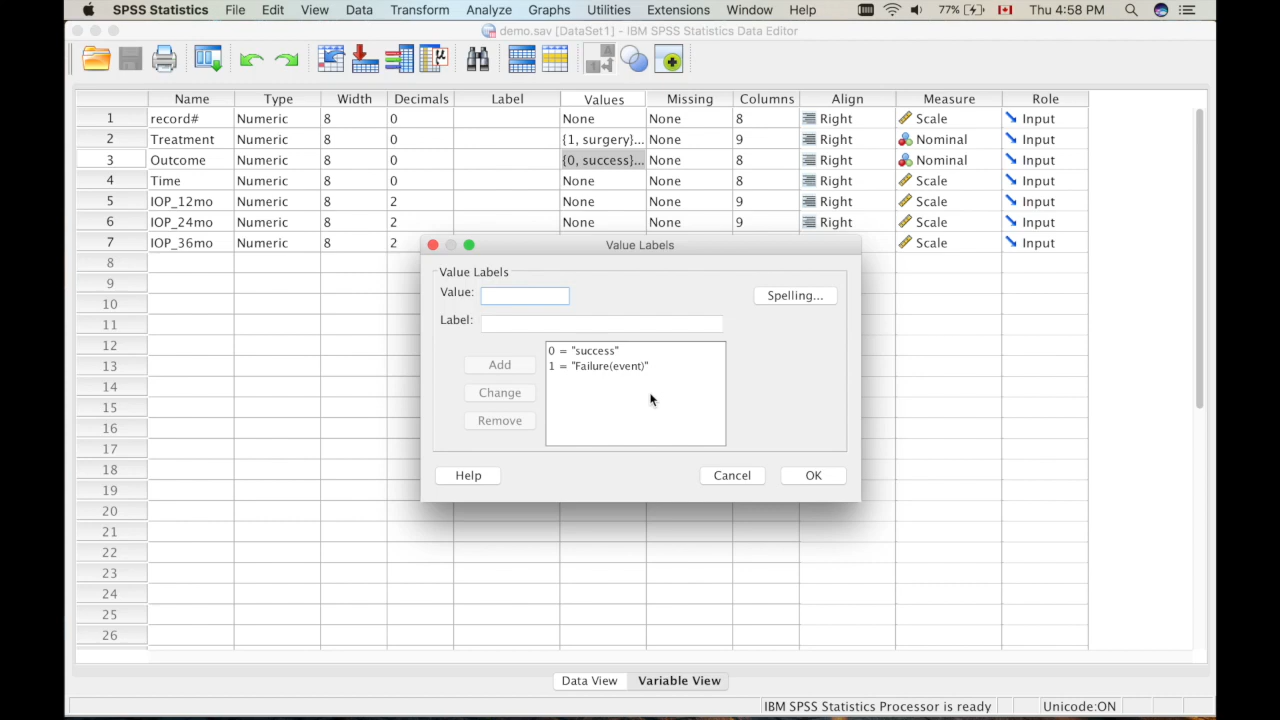 SPSS Statistics File Edit View Data Transform Analyze Graphs Utilities Extensions Window Help 77% Thu 4:58 PM
demo.sav [DataSet1] - IBM SPSS Statistics Data Editor
Name Type Width Decimals Label Values Missing Columns Align Measure Role
1 record# Numeric 8 0 None None 8 Right Scale Input
2 Treatment Numeric 8 0 {1, surgery}... None 9 Right Nominal Input
3 Outcome Numeric 8 0 {0, success}... None 8 Right Nominal Input
4 Time Numeric 8 0 None None 8 Right Scale Input
5 IOP_12mo Numeric 8 2 None None 9 Right Scale Input
6 IOP_24mo Numeric 8 2 None None 9 Right Scale Input
7 IOP_36mo Numeric 8 2 Scale Input
8
9
10
11
12
13
14
15
16
17
18
19
20
21
22
23
24
25
26
Value Labels
Value Labels
Value:
Spelling...
Label:
0 = "success"
1 = "Failure(event)"
Add
Change
Remove
Help Cancel OK
Data View Variable View
IBM SPSS Statistics Processor is ready Unicode:ON